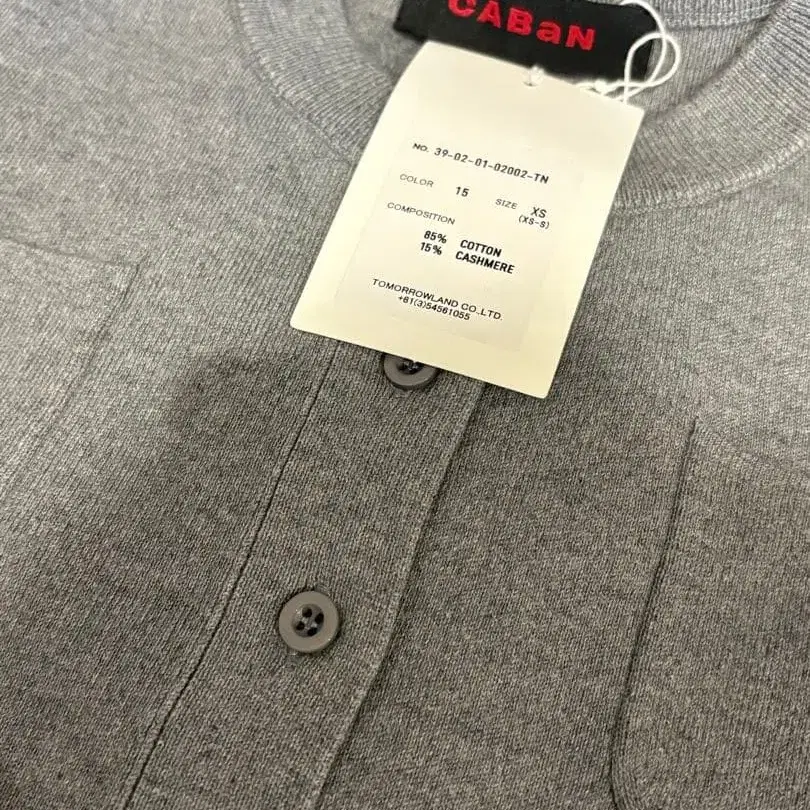 CABaN
NO. 39-02-01-02002-TN
COLOR 15 SIZE XS
(XS-S)
COMPOSITION
85% COTTON
15% CASHMERE
TOMORROWLAND CO.,LTD.
+81(3)54561055